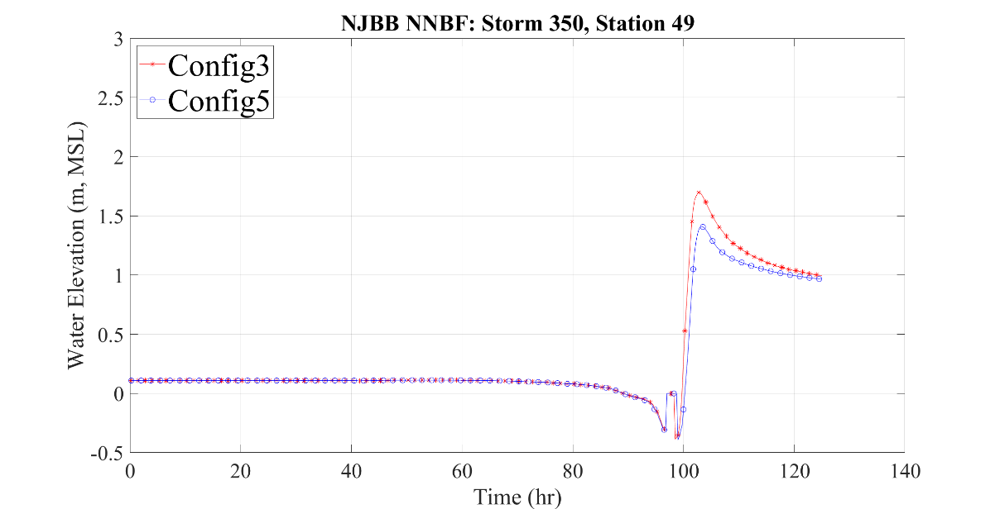 NJBB NNBF: Storm 350, Station 49
3
2.5
2
1.5
1
0.5
0
-0.5
Water Elevation (m, MSL)
Config3
Config5
0 20 40 60 80 100 120 140
Time (hr)